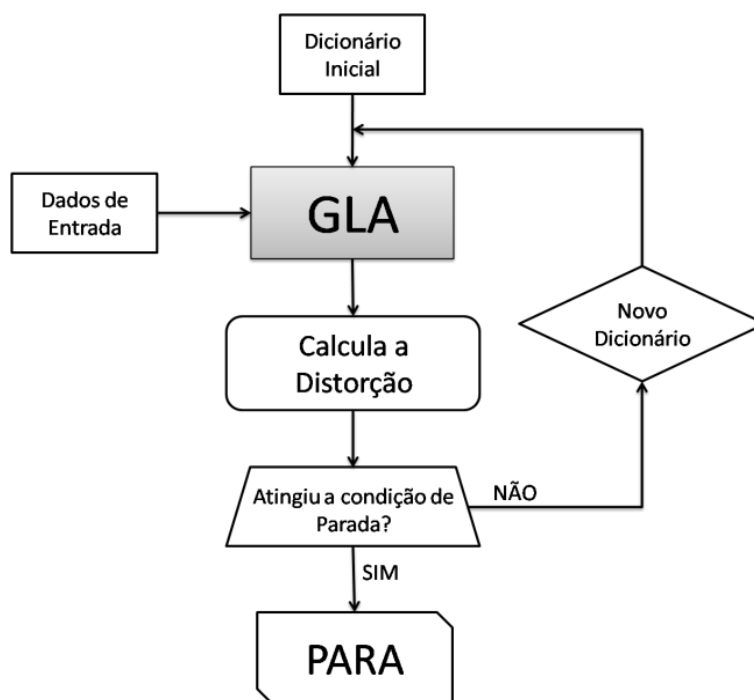 Dicionário
Inicial
Dados de
Entrada
GLA
Novo
Dicionário
Calcula a
Distorção
Atingiu a condição de
Parada?
NÃO
SIM
PARA